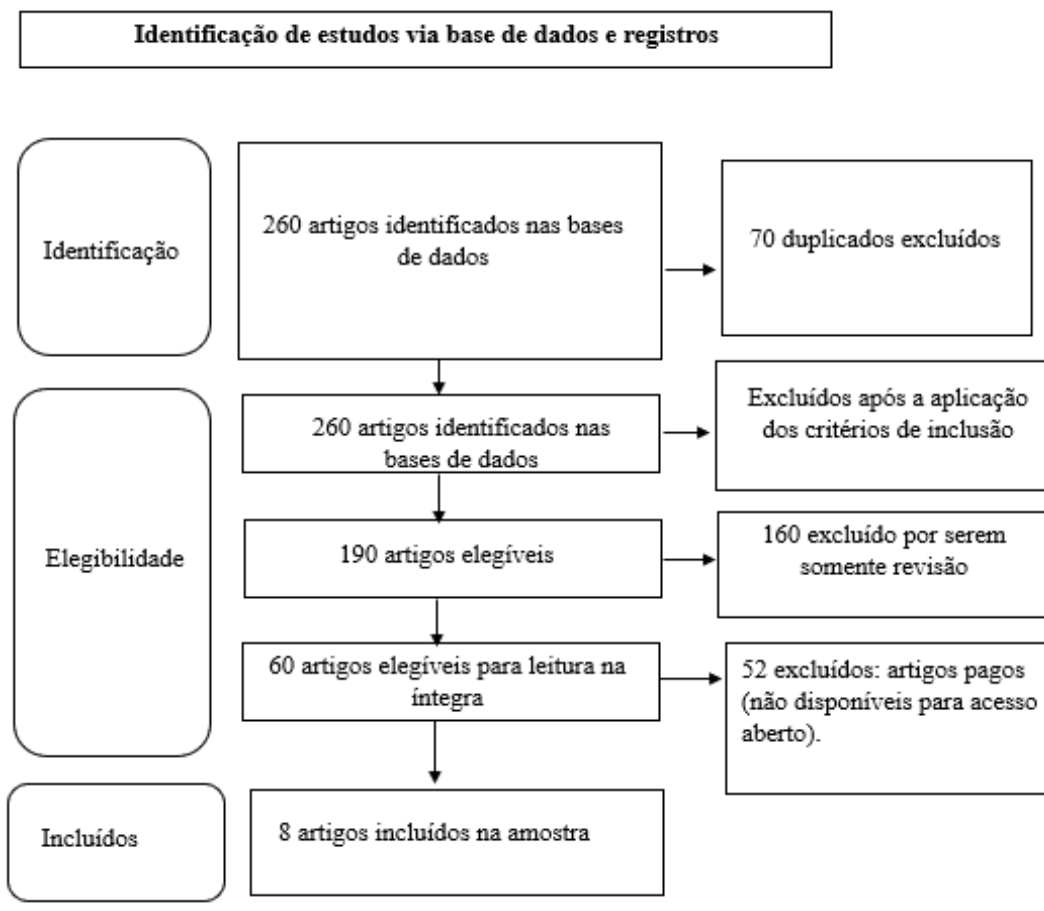 Identificação de estudos via base de dados e registros
Identificação
260 artigos identificados nas bases
de dados
70 duplicados excluídos
Elegibilidade
260 artigos identificados nas
bases de dados
Excluídos após a aplicação
dos critérios de inclusão
190 artigos elegíveis
160 excluído por serem
somente revisão
60 artigos elegíveis para leitura na
íntegra
52 excluídos: artigos pagos
(não disponíveis para acesso
aberto).
Incluídos
8 artigos incluídos na amostra